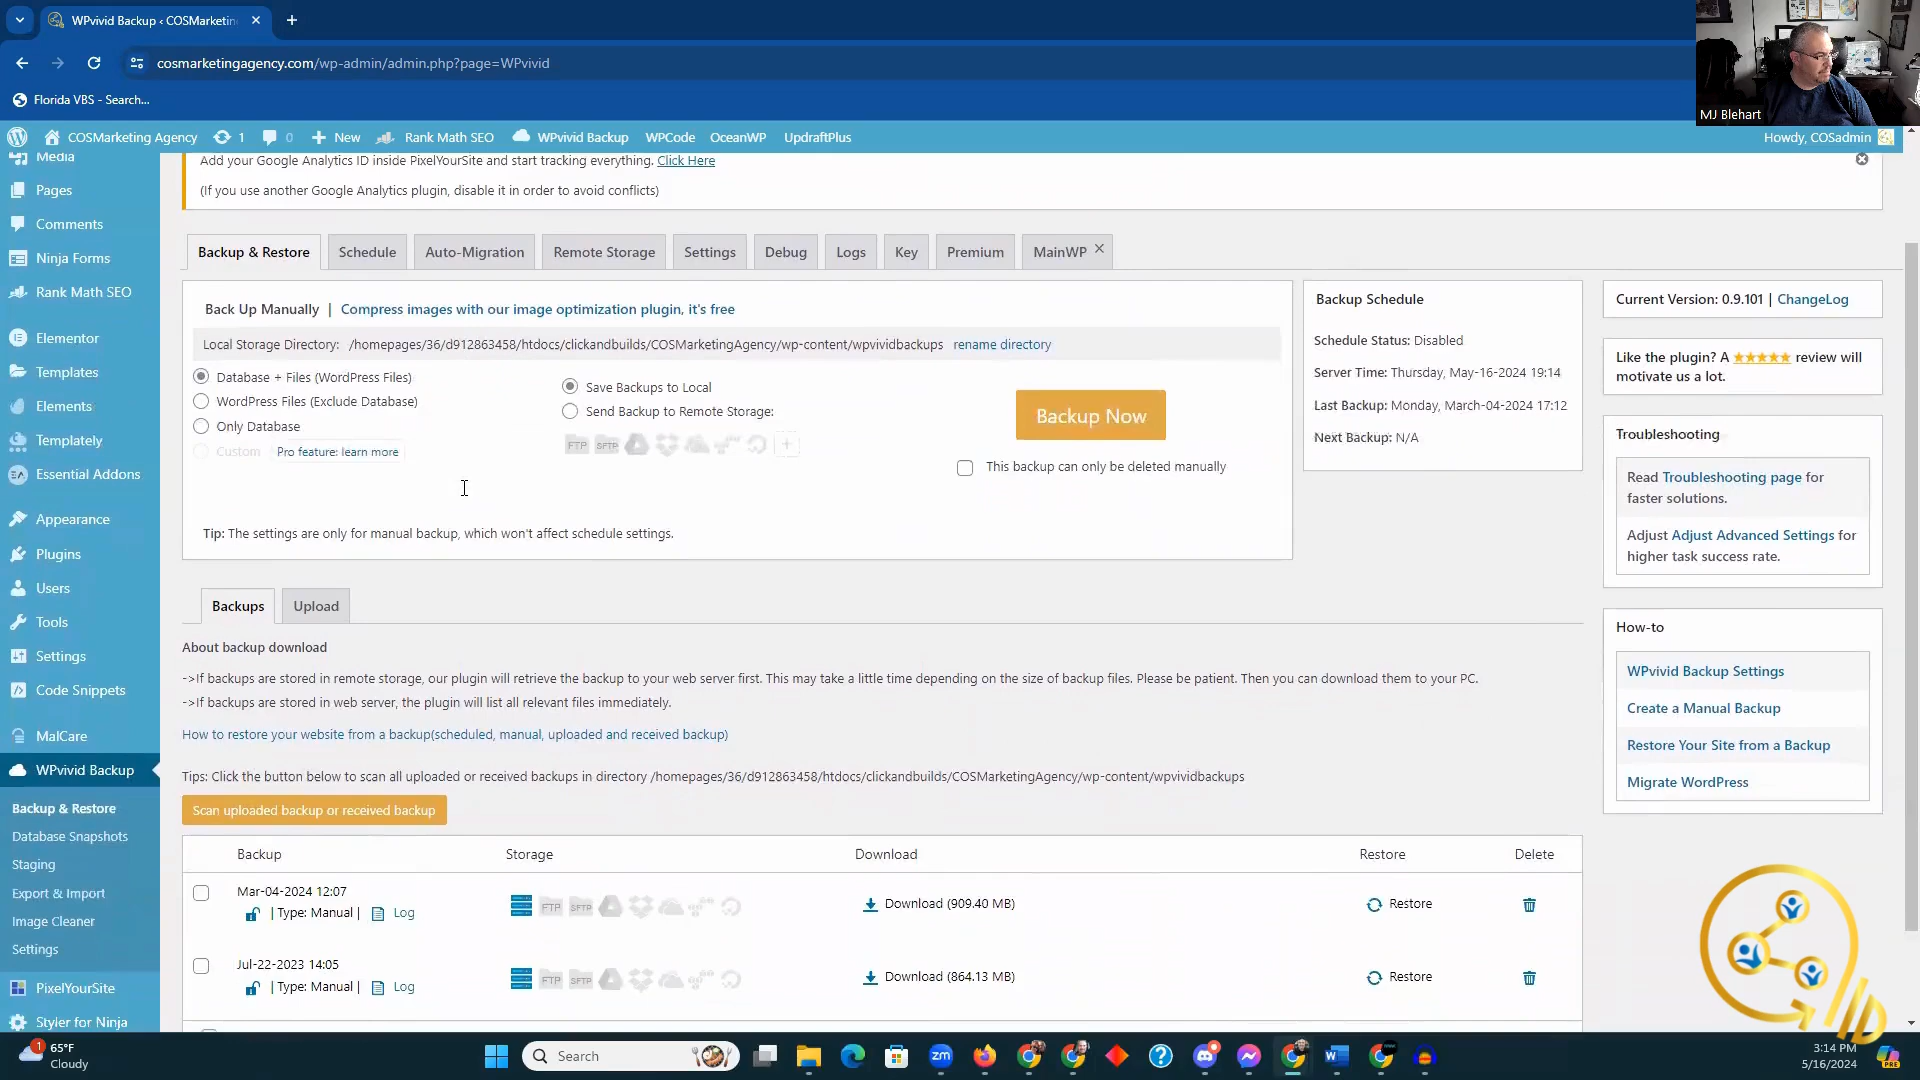 WPvivid Backup ‹ COSMarketin
cosmarketingagency.com/wp-admin/admin.php?page=WPvivid
Florida VBS - Search...
MJ Blehart
COSMarketing Agency 1 0 New Rank Math SEO WPvivid Backup WPCode OceanWP UpdraftPlus Howdy, COSadmin
Media
Pages
Comments
Ninja Forms
Rank Math SEO
Elementor
Templates
Elements
Templately
Essential Addons
Appearance
Plugins
Users
Tools
Settings
Code Snippets
MalCare
WPvivid Backup
Backup & Restore
Database Snapshots
Staging
Export & Import
Image Cleaner
Settings
PixelYourSite
Styler for Ninja
Add your Google Analytics ID inside PixelYourSite and start tracking everything. Click Here
(If you use another Google Analytics plugin, disable it in order to avoid conflicts)
Backup & Restore Schedule Auto-Migration Remote Storage Settings Debug Logs Key Premium MainWP
Back Up Manually | Compress images with our image optimization plugin, it's free
Local Storage Directory: /homepages/36/d912863458/htdocs/clickandbuilds/COSMarketingAgency/wp-content/wpvividbackups rename directory
Database + Files (WordPress Files)
WordPress Files (Exclude Database)
Only Database
Custom Pro feature: learn more
Save Backups to Local
Send Backup to Remote Storage:
FTP SFTP
Backup Now
This backup can only be deleted manually
Tip: The settings are only for manual backup, which won't affect schedule settings.
Backup Schedule
Schedule Status: Disabled
Server Time: Thursday, May-16-2024 19:14
Last Backup: Monday, March-04-2024 17:12
Next Backup: N/A
Current Version: 0.9.101 | ChangeLog
Like the plugin? A ★★★★★ review will
motivate us a lot.
Troubleshooting
Read Troubleshooting page for
faster solutions.
Adjust Adjust Advanced Settings for
higher task success rate.
How-to
WPvivid Backup Settings
Create a Manual Backup
Restore Your Site from a Backup
Migrate WordPress
Backups Upload
About backup download
->If backups are stored in remote storage, our plugin will retrieve the backup to your web server first. This may take a little time depending on the size of backup files. Please be patient. Then you can download them to your PC.
->If backups are stored in web server, the plugin will list all relevant files immediately.
How to restore your website from a backup(scheduled, manual, uploaded and received backup)
Tips: Click the button below to scan all uploaded or received backups in directory /homepages/36/d912863458/htdocs/clickandbuilds/COSMarketingAgency/wp-content/wpvividbackups
Scan uploaded backup or received backup
Backup Storage Download Restore Delete
Mar-04-2024 12:07
| Type: Manual | Log FTP SFTP Download (909.40 MB) Restore
Jul-22-2023 14:05
| Type: Manual | Log FTP SFTP Download (864.13 MB) Restore
1
65°F
Cloudy
Search
zm
3:14 PM
5/16/2024
PRE